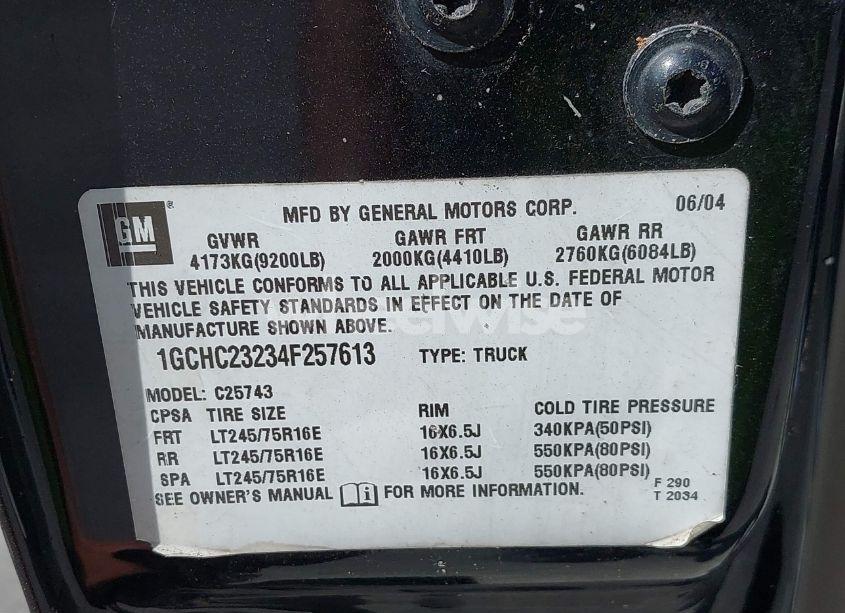 GM ® MFD BY GENERAL MOTORS CORP. 06/04
GVWR GAWR FRT GAWR RR
4173KG(9200LB) 2000KG(4410LB) 2760KG(6084LB)
THIS VEHICLE CONFORMS TO ALL APPLICABLE U.S. FEDERAL MOTOR
VEHICLE SAFETY STANDARDS IN EFFECT ON THE DATE OF
MANUFACTURE SHOWN ABOVE.
1GCHC23234F257613 TYPE: TRUCK
MODEL: C25743
CPSA TIRE SIZE RIM COLD TIRE PRESSURE
FRT LT245/75R16E 16X6.5J 340KPA(50PSI)
RR LT245/75R16E 16X6.5J 550KPA(80PSI)
SPA LT245/75R16E 16X6.5J 550KPA(80PSI)
SEE OWNER'S MANUAL FOR MORE INFORMATION.
F 290
T 2034